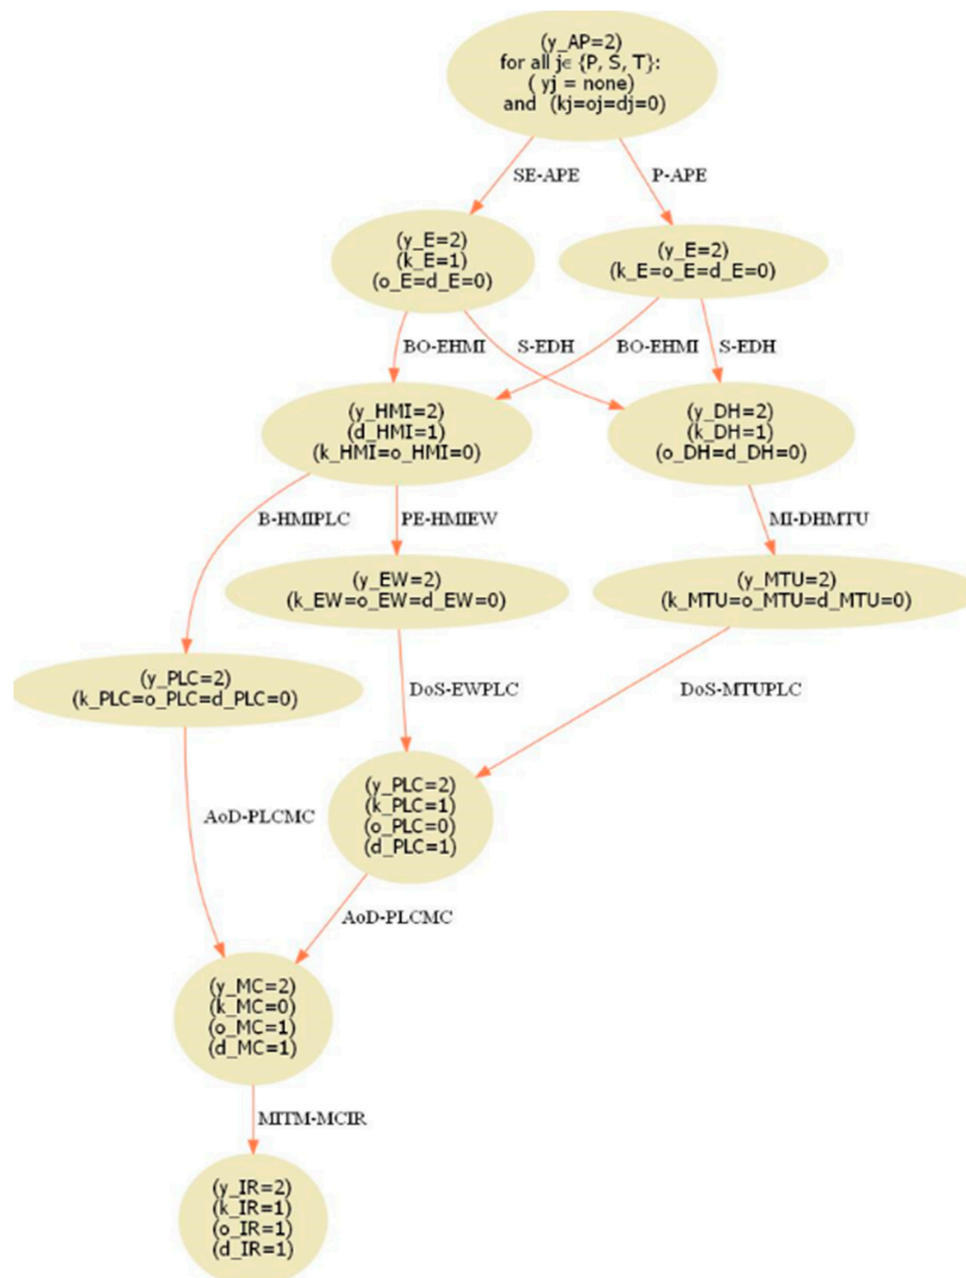 (y_AP=2)
for all j∈ {P, S, T}:
( yj = none)
and (kj=oj=dj=0)
SE-APE
P-APE
(y_E=2)
(k_E=1)
(o_E=d_E=0)
(y_E=2)
(k_E=o_E=d_E=0)
BO-EHMI
S-EDH
BO-EHMI
S-EDH
(y_HMI=2)
(d_HMI=1)
(k_HMI=o_HMI=0)
(y_DH=2)
(k_DH=1)
(o_DH=d_DH=0)
B-HMIPLC
PE-HMIEW
MI-DHMTU
(y_EW=2)
(k_EW=o_EW=d_EW=0)
(y_MTU=2)
(k_MTU=o_MTU=d_MTU=0)
(y_PLC=2)
(k_PLC=o_PLC=d_PLC=0)
DoS-EWPLC
DoS-MTUPLC
(y_PLC=2)
(k_PLC=1)
(o_PLC=0)
(d_PLC=1)
AoD-PLCMC
AoD-PLCMC
(y_MC=2)
(k_MC=0)
(o_MC=1)
(d_MC=1)
MITM-MCIR
(y_IR=2)
(k_IR=1)
(o_IR=1)
(d_IR=1)